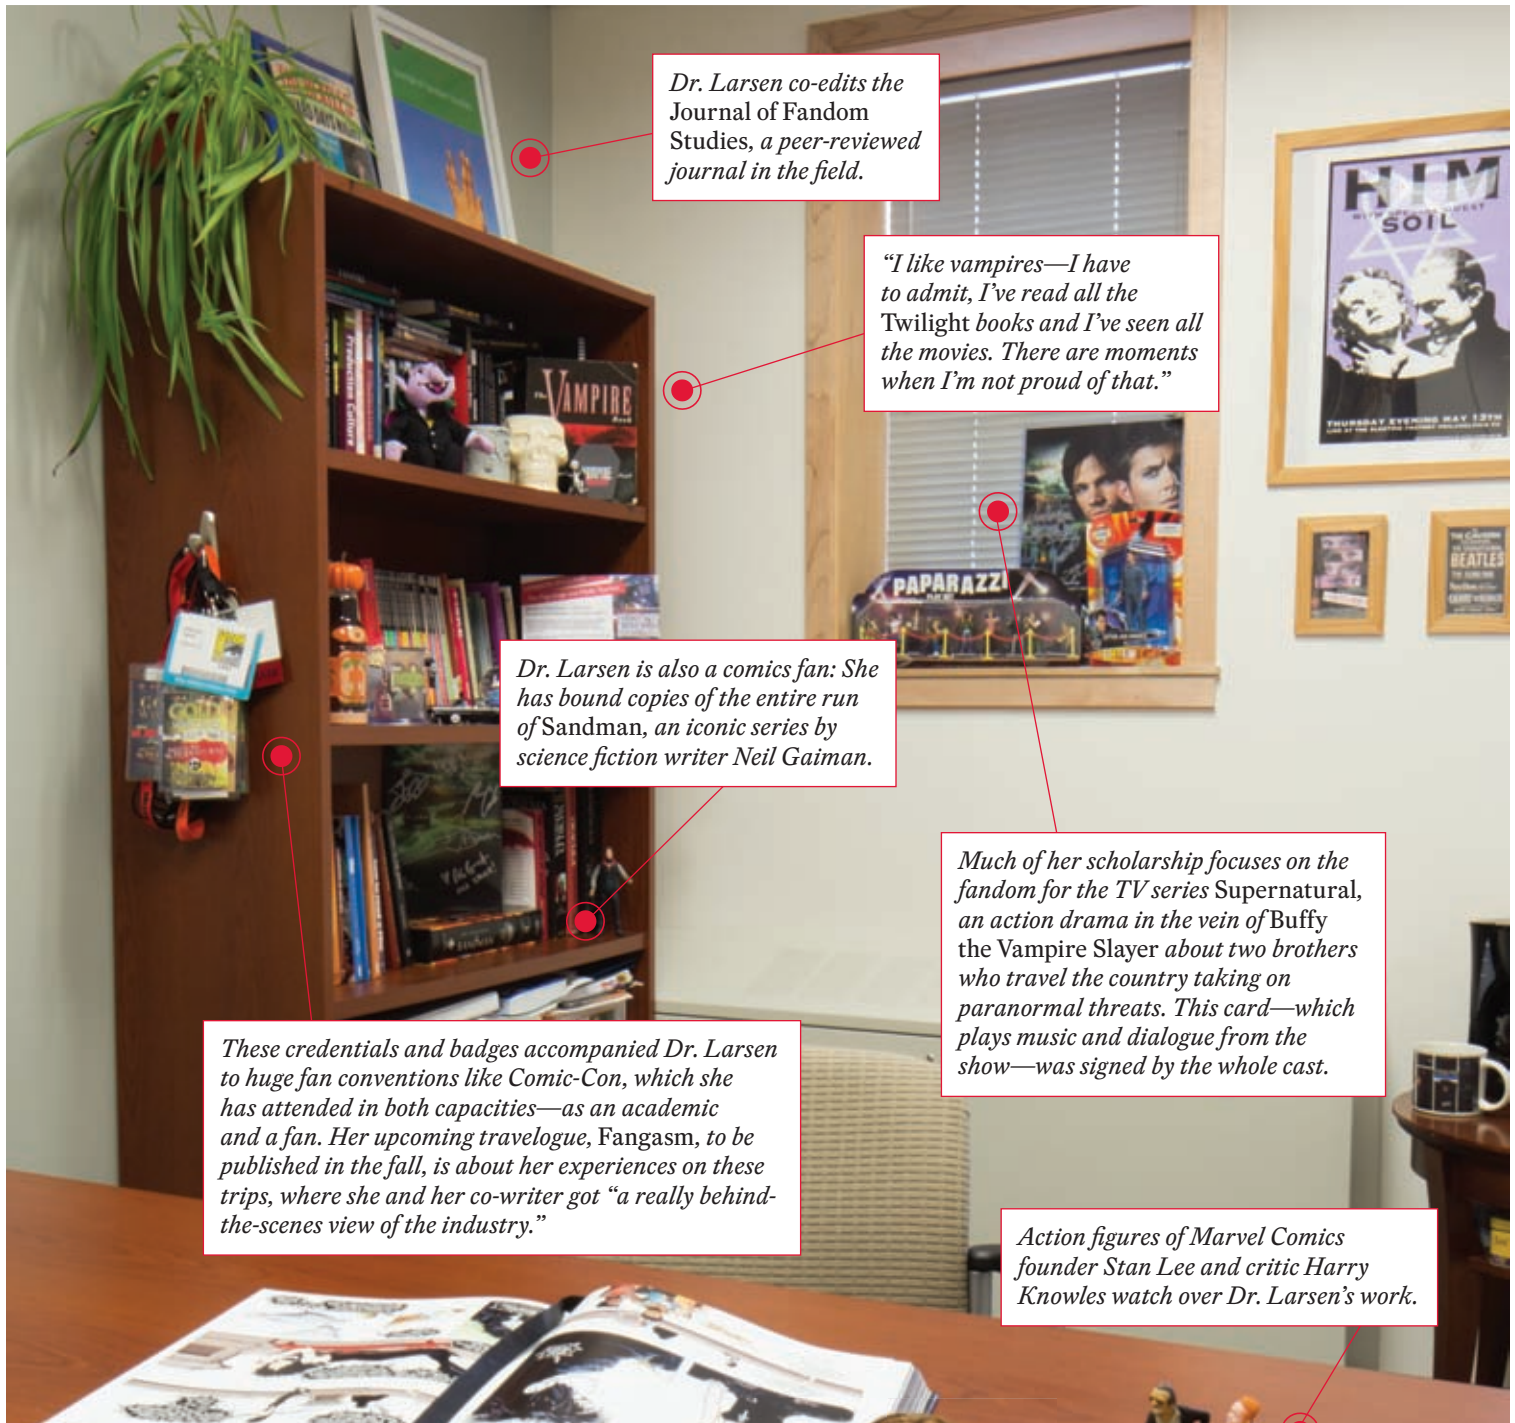 Dr. Larsen co-edits the
Journal of Fandom
Studies, a peer-reviewed
journal in the field.
“I like vampires—I have
to admit, I’ve read all the
Twilight books and I’ve seen all
the movies. There are moments
when I’m not proud of that.”
HIM
SOIL
THURSDAY EVENING MAY 13TH
Production Culture
The VAMPIRE Book
PAPARAZZI
BEATLES
Dr. Larsen is also a comics fan: She
has bound copies of the entire run
of Sandman, an iconic series by
science fiction writer Neil Gaiman.
GOLD
Much of her scholarship focuses on the
fandom for the TV series Supernatural,
an action drama in the vein of Buffy
the Vampire Slayer about two brothers
who travel the country taking on
paranormal threats. This card—which
plays music and dialogue from the
show—was signed by the whole cast.
These credentials and badges accompanied Dr. Larsen
to huge fan conventions like Comic-Con, which she
has attended in both capacities—as an academic
and a fan. Her upcoming travelogue, Fangasm, to be
published in the fall, is about her experiences on these
trips, where she and her co-writer got “a really behind-
the-scenes view of the industry.”
Action figures of Marvel Comics
founder Stan Lee and critic Harry
Knowles watch over Dr. Larsen’s work.